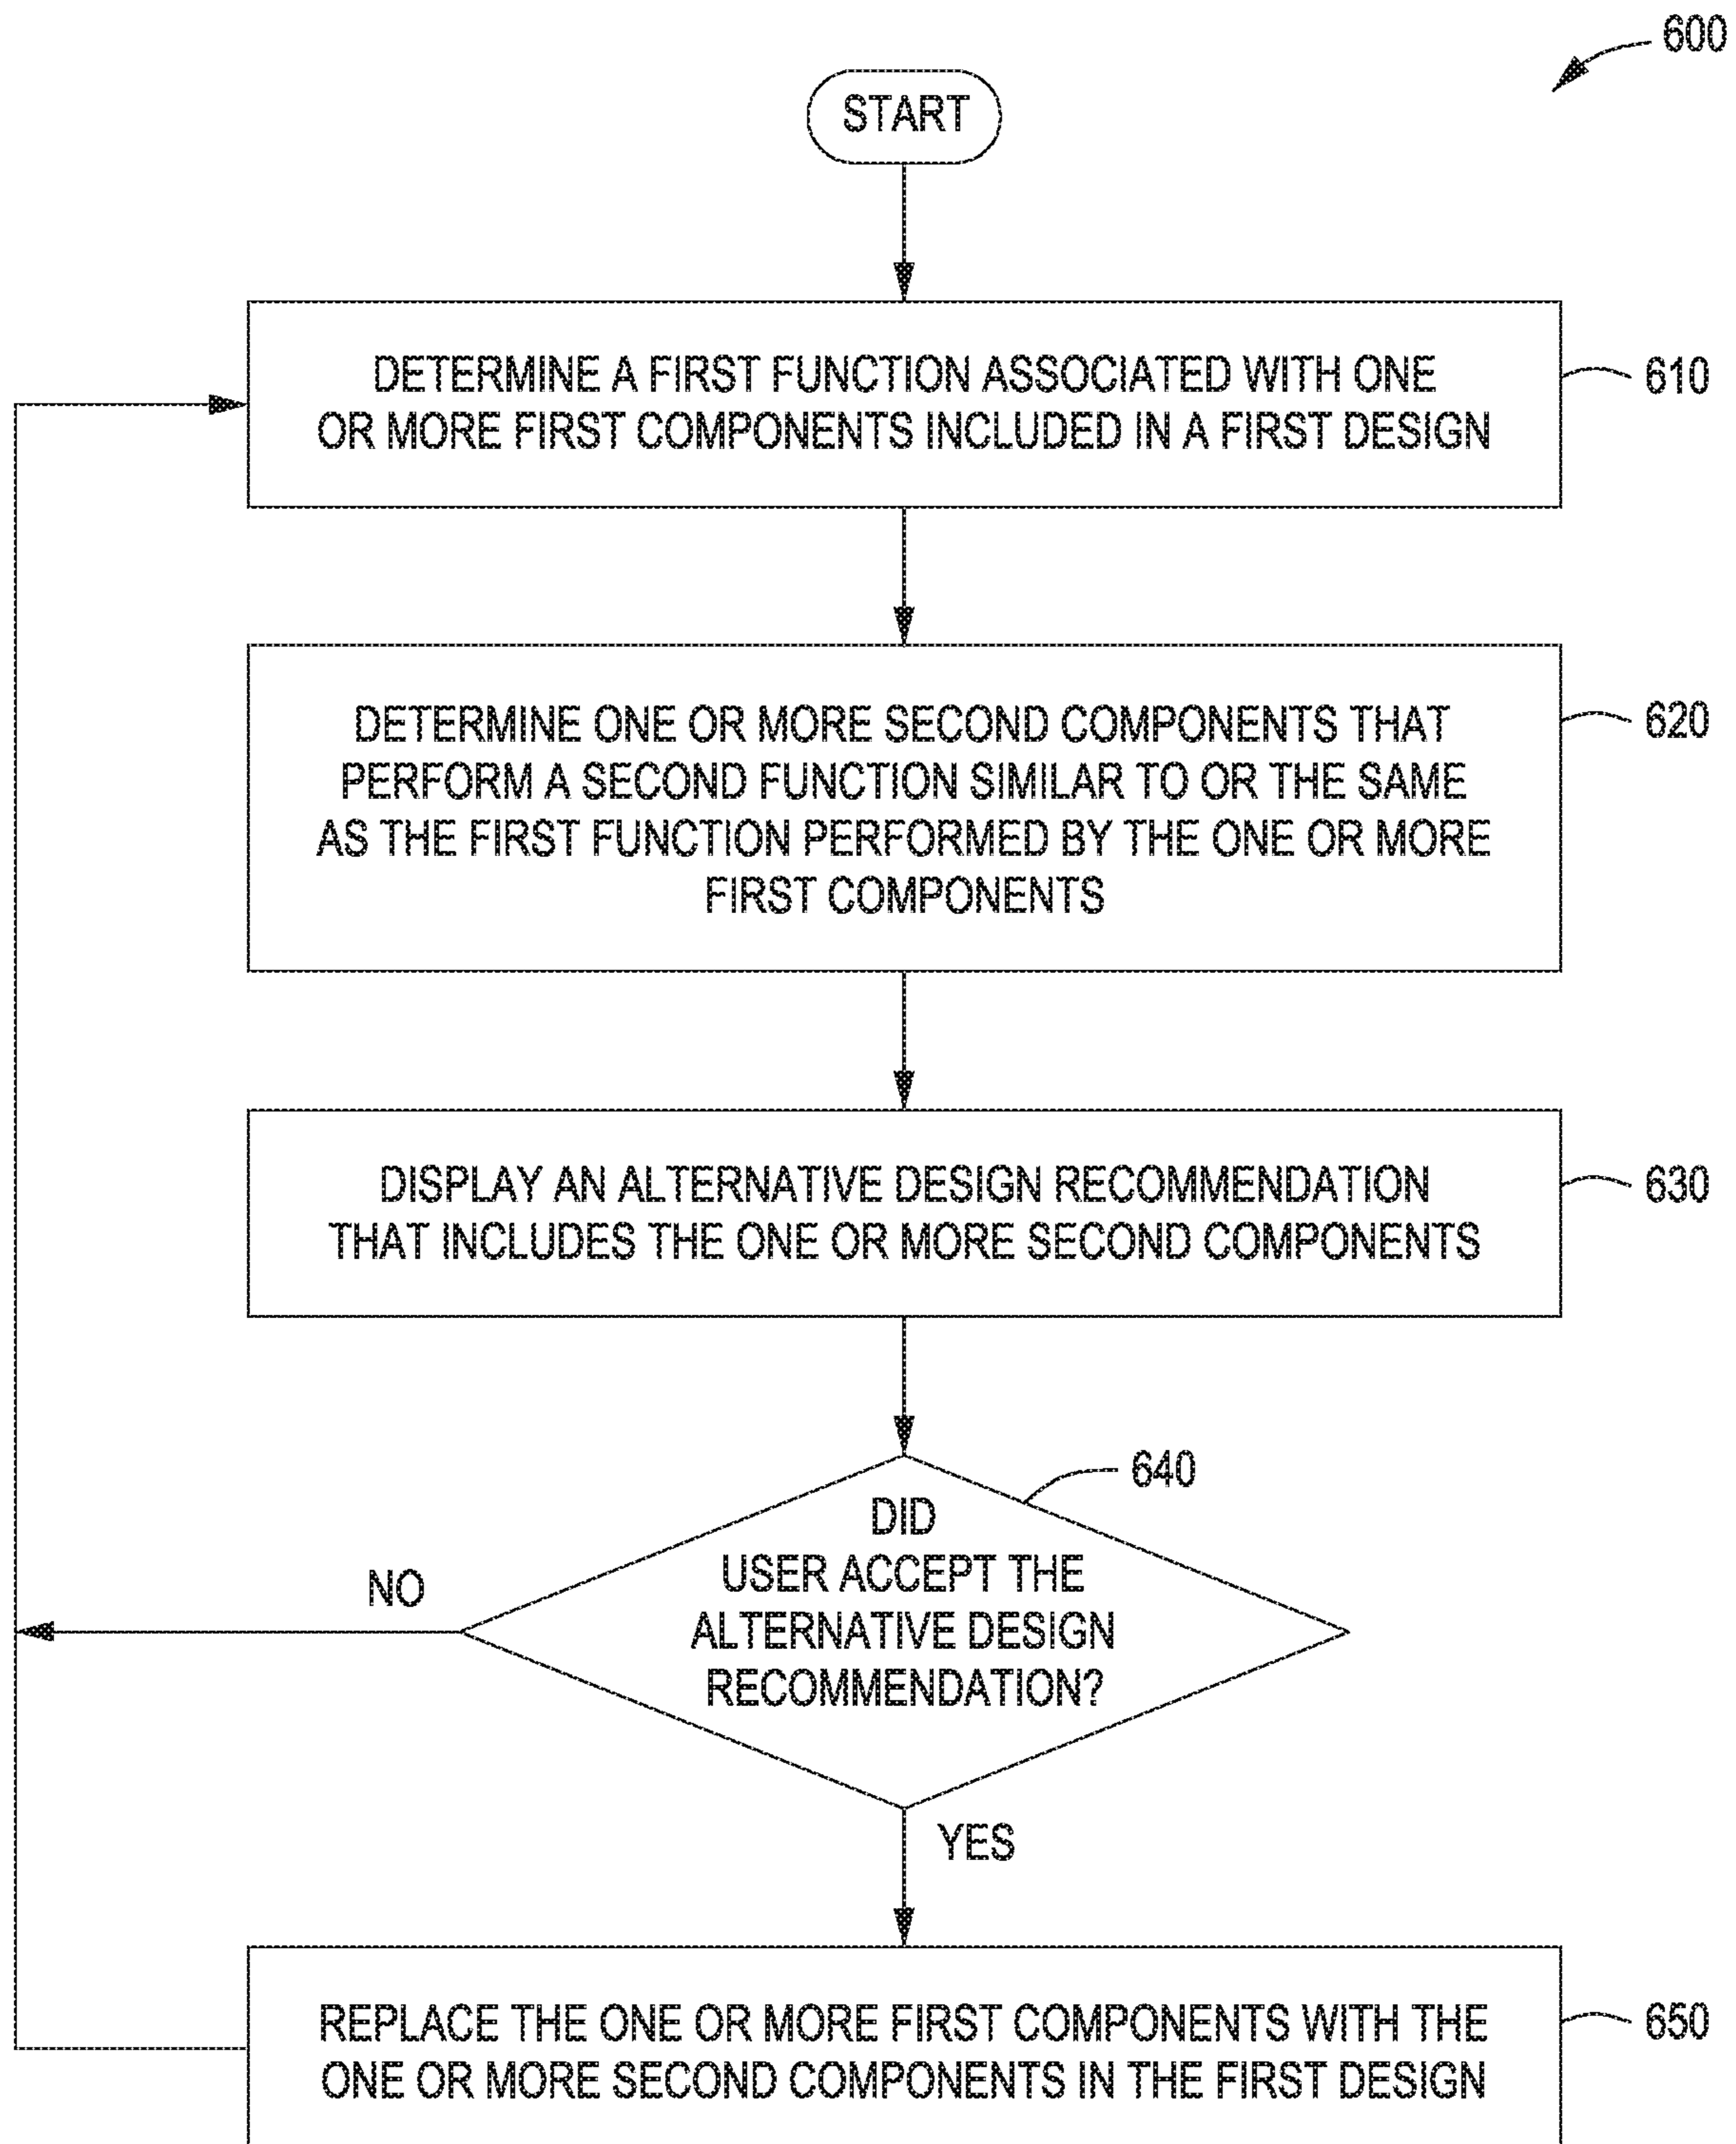 600
START
DETERMINE A FIRST FUNCTION ASSOCIATED WITH ONE
OR MORE FIRST COMPONENTS INCLUDED IN A FIRST DESIGN
610
DETERMINE ONE OR MORE SECOND COMPONENTS THAT
PERFORM A SECOND FUNCTION SIMILAR TO OR THE SAME
AS THE FIRST FUNCTION PERFORMED BY THE ONE OR MORE
FIRST COMPONENTS
620
DISPLAY AN ALTERNATIVE DESIGN RECOMMENDATION
THAT INCLUDES THE ONE OR MORE SECOND COMPONENTS
630
640
DID
USER ACCEPT THE
ALTERNATIVE DESIGN
RECOMMENDATION?
NO
YES
REPLACE THE ONE OR MORE FIRST COMPONENTS WITH THE
ONE OR MORE SECOND COMPONENTS IN THE FIRST DESIGN
650